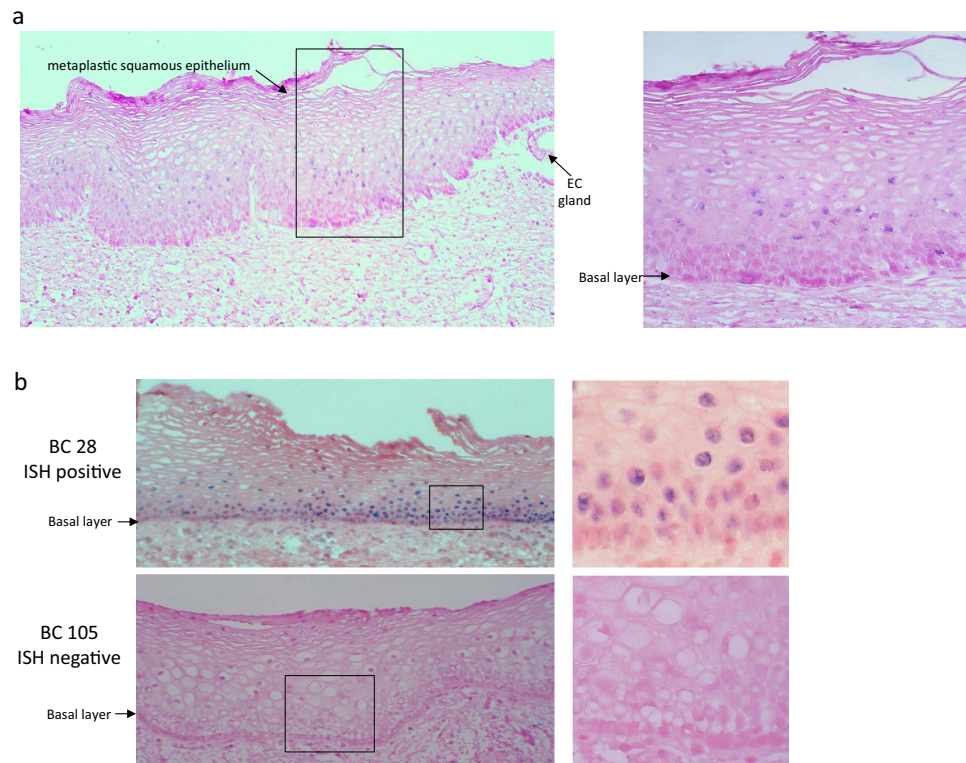 a
metaplastic squamous epithelium
EC
gland
Basal layer
b
BC 28
ISH positive
Basal layer
BC 105
ISH negative
Basal layer